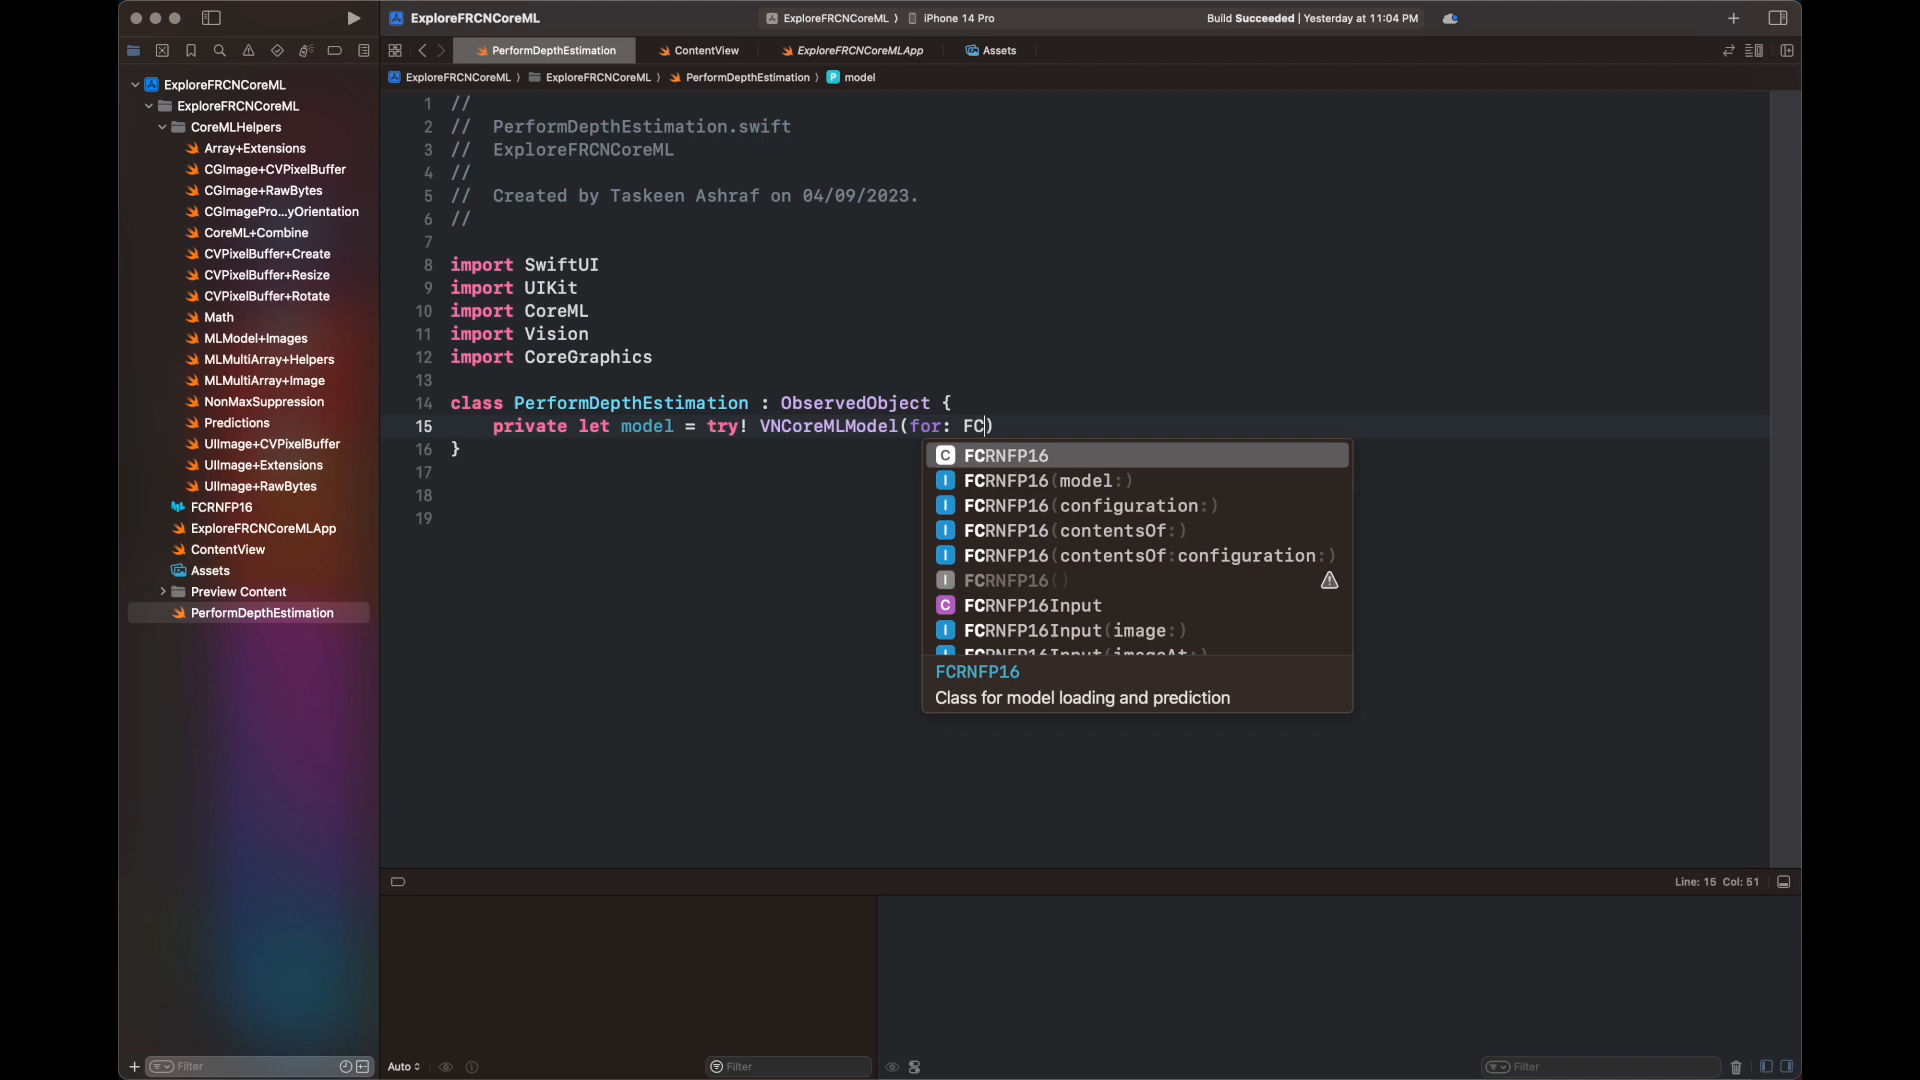 ExploreFRCNCoreML
ExploreFRCNCoreML ⟩ iPhone 14 Pro
Build Succeeded | Yesterday at 11:04 PM
PerformDepthEstimation
ContentView
ExploreFRCNCoreMLApp
Assets
ExploreFRCNCoreML ⟩ ExploreFRCNCoreML ⟩ PerformDepthEstimation ⟩ P model
ExploreFRCNCoreML
ExploreFRCNCoreML
CoreMLHelpers
Array+Extensions
CGImage+CVPixelBuffer
CGImage+RawBytes
CGImagePro...yOrientation
CoreML+Combine
CVPixelBuffer+Create
CVPixelBuffer+Resize
CVPixelBuffer+Rotate
Math
MLModel+Images
MLMultiArray+Helpers
MLMultiArray+Image
NonMaxSuppression
Predictions
UIImage+CVPixelBuffer
UIImage+Extensions
UIImage+RawBytes
FCRNFP16
ExploreFRCNCoreMLApp
ContentView
Assets
Preview Content
PerformDepthEstimation
1 //
2 // PerformDepthEstimation.swift
3 // ExploreFRCNCoreML
4 //
5 // Created by Taskeen Ashraf on 04/09/2023.
6 //
7
8 import SwiftUI
9 import UIKit
10 import CoreML
11 import Vision
12 import CoreGraphics
13
14 class PerformDepthEstimation : ObservedObject {
15 private let model = try! VNCoreMLModel(for: FC)
16 }
17
18
19
C FCRNFP16
I FCRNFP16(model:)
I FCRNFP16(configuration:)
I FCRNFP16(contentsOf:)
I FCRNFP16(contentsOf:configuration:)
I FCRNFP16()
C FCRNFP16Input
I FCRNFP16Input(image:)
I FCRNFP16Input(imageAt:)
FCRNFP16
Class for model loading and prediction
Line: 15 Col: 51
Filter
Auto
Filter
Filter